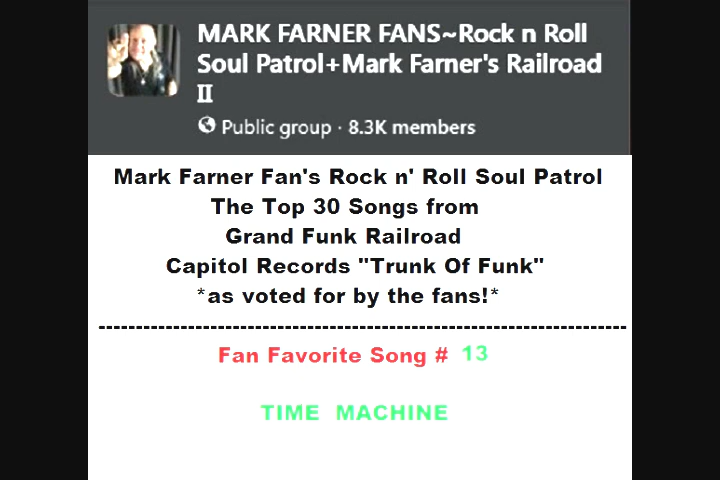 MARK FARNER FANS~Rock n Roll
Soul Patrol+Mark Farner's Railroad
II
Public group · 8.3K members
Mark Farner Fan's Rock n' Roll Soul Patrol
The Top 30 Songs from
Grand Funk Railroad
Capitol Records "Trunk Of Funk"
*as voted for by the fans!*
------------------------------------------------------------------------
Fan Favorite Song # 13
TIME MACHINE